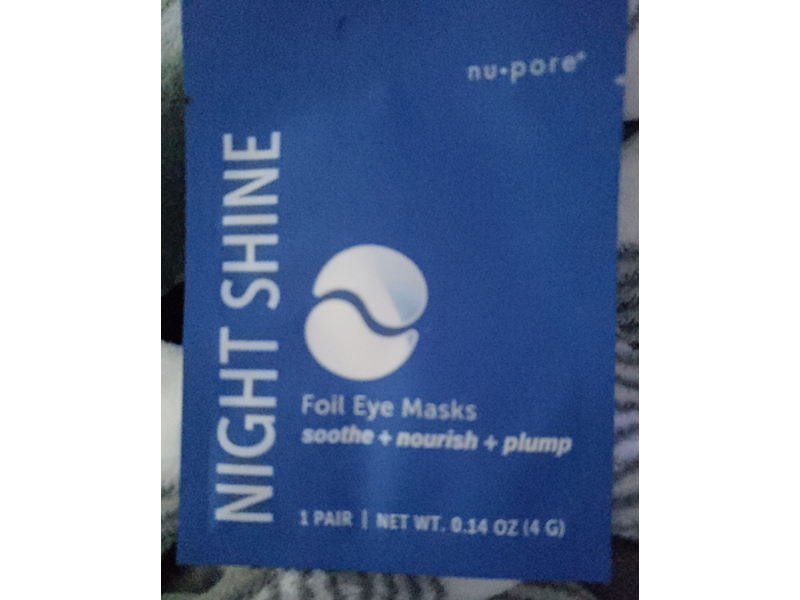 nu•pore®
NIGHT SHINE
Foil Eye Masks
soothe + nourish + plump
1 PAIR | NET WT. 0.14 OZ (4 G)